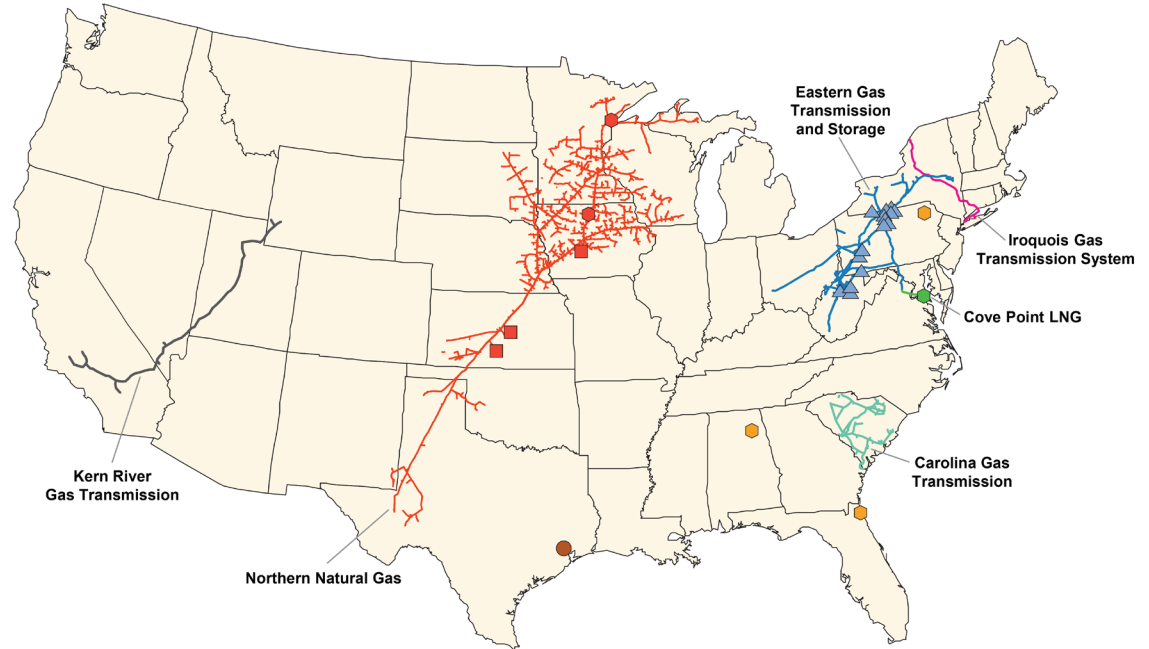 Eastern Gas
Transmission
and Storage
Iroquois Gas
Transmission System
Cove Point LNG
Carolina Gas
Transmission
Kern River
Gas Transmission
Northern Natural Gas